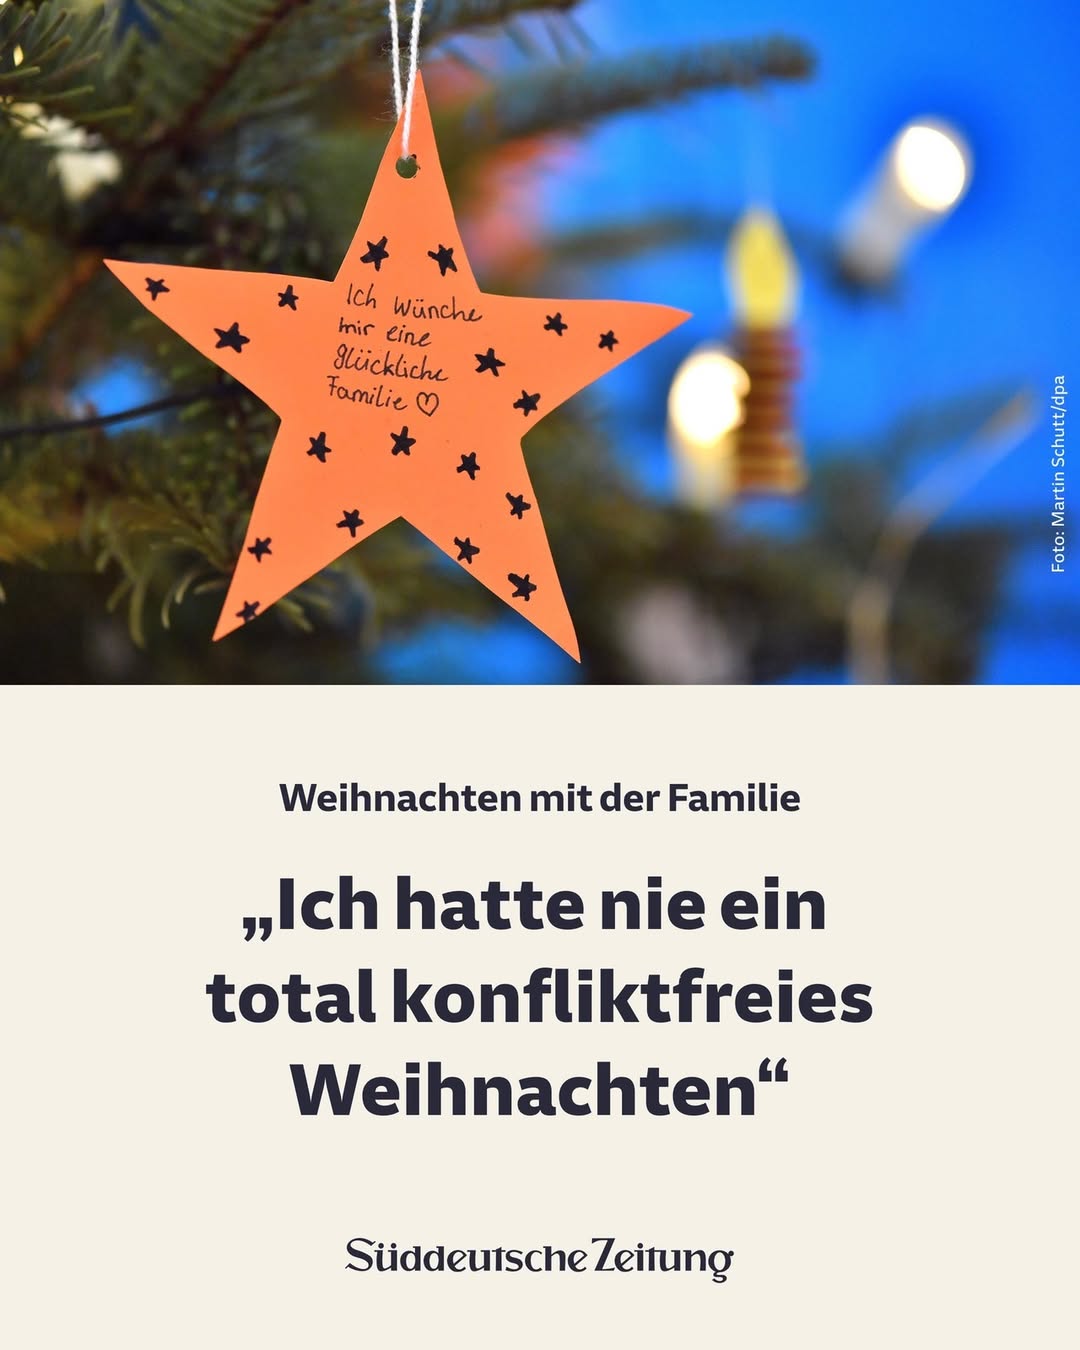 Ich Wünche
mir eine
glückliche
Familie ♡
Foto: Martin Schutt/dpa
Weihnachten mit der Familie
„Ich hatte nie ein
total konfliktfreies
Weihnachten“
Süddeutsche Zeitung